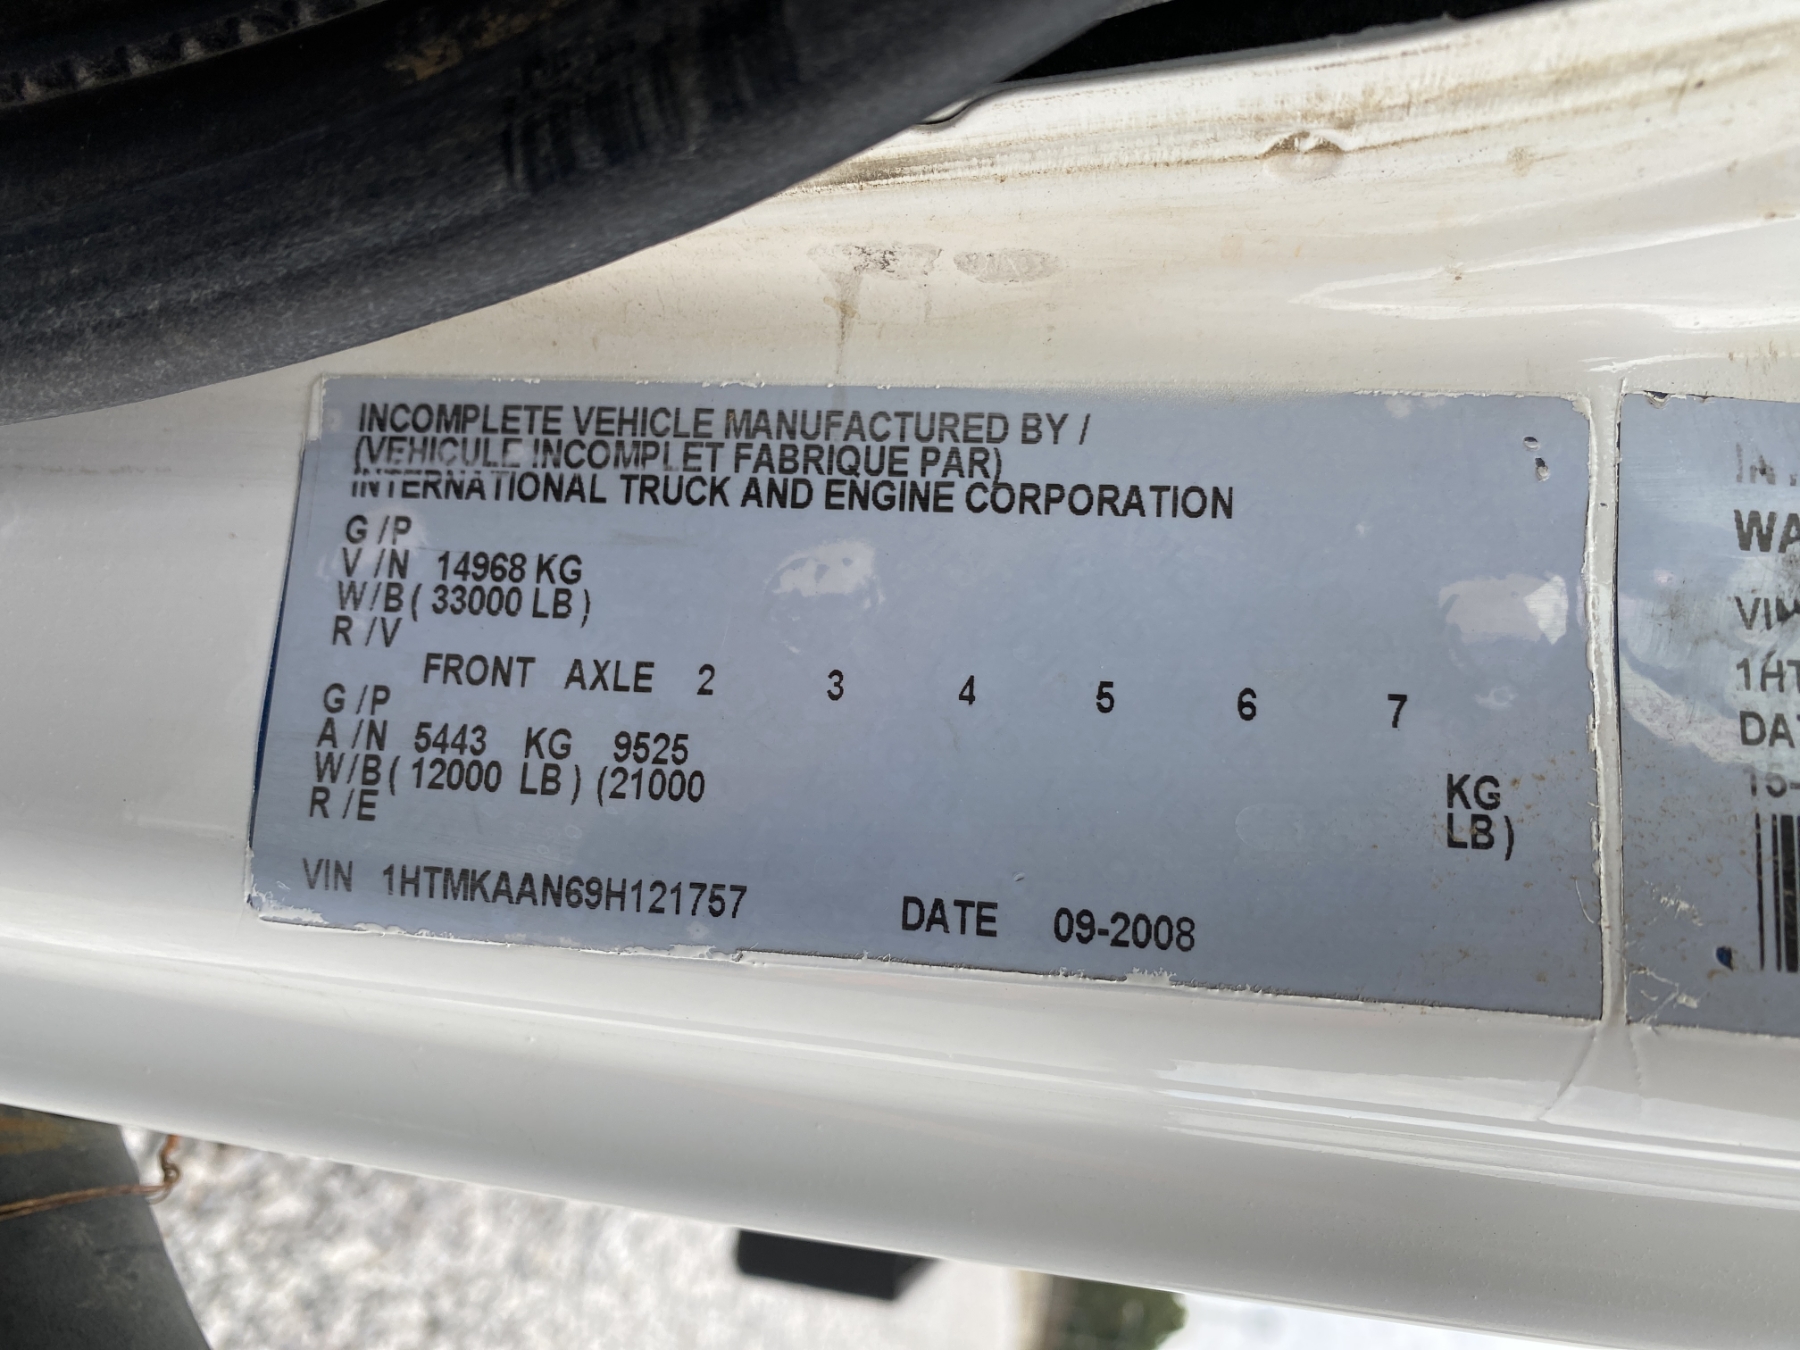 INCOMPLETE VEHICLE MANUFACTURED BY /
(VEHICULE INCOMPLET FABRIQUE PAR)
INTERNATIONAL TRUCK AND ENGINE CORPORATION
G /P
V /N 14968 KG
W/B ( 33000 LB )
R /V
FRONT AXLE 2 3 4 5 6 7
G /P
A /N 5443 KG 9525 KG
W/B ( 12000 LB ) (21000 LB )
R /E
VIN 1HTMKAAN69H121757 DATE 09-2008
WA
1HT
DA
15-